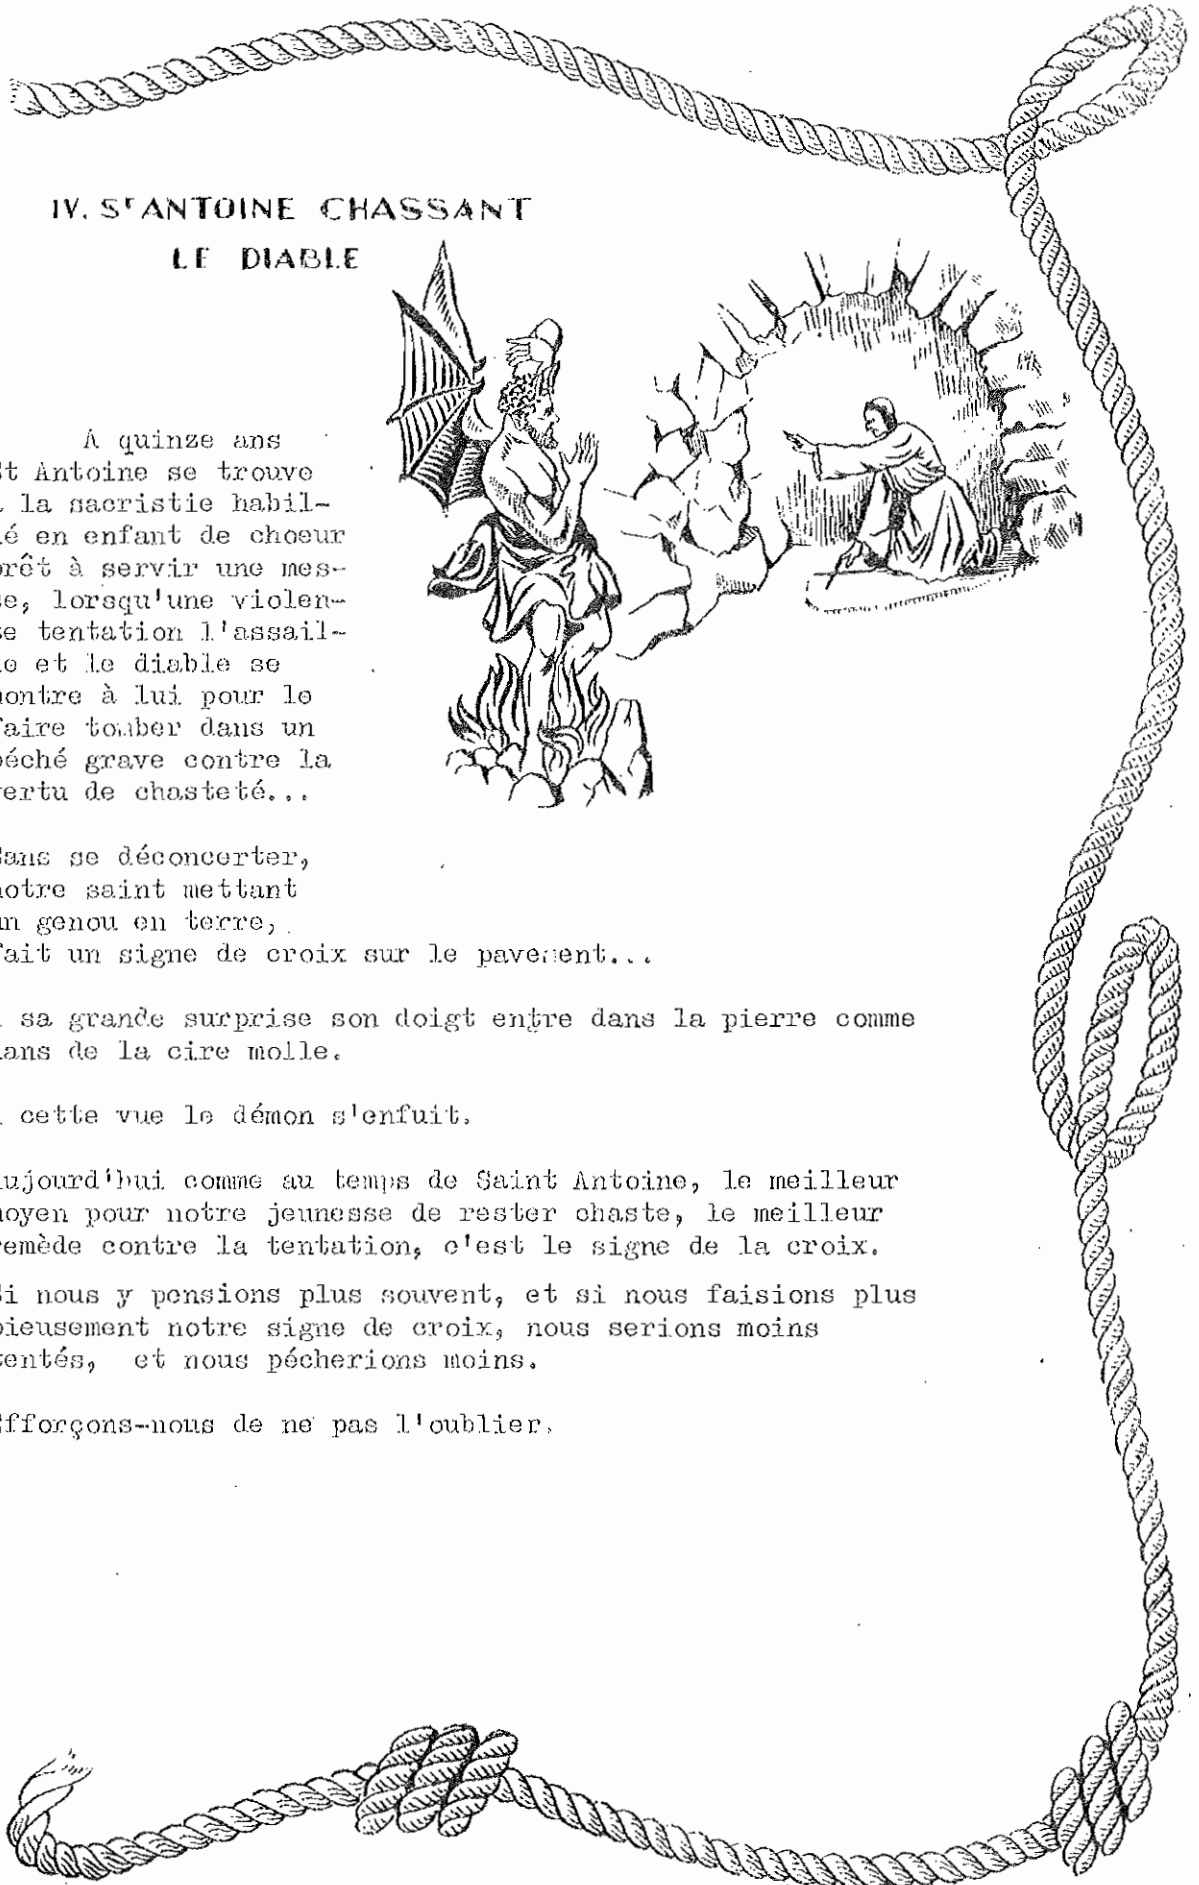 IV. Sᵗ ANTOINE CHASSANT
LE DIABLE
A quinze ans
t Antoine se trouve
la sacristie habil-
é en enfant de choeur
rêt à servir une mes-
e, lorsqu'une violen-
e tentation l'assail-
e et le diable se
ontre à lui pour le
aire tomber dans un
éché grave contre la
ertu de chasteté...
ans se déconcerter,
otre saint mettant
n genou en terre,
ait un signe de croix sur le pavement...
sa grande surprise son doigt entre dans la pierre comme
ans de la cire molle.
cette vue le démon s'enfuit.
ujourd'hui comme au temps de Saint Antoine, le meilleur
oyen pour notre jeunesse de rester chaste, le meilleur
emède contre la tentation, c'est le signe de la croix.
i nous y pensions plus souvent, et si nous faisions plus
ieusement notre signe de croix, nous serions moins
entés, et nous pécherions moins.
fforçons-nous de ne pas l'oublier.